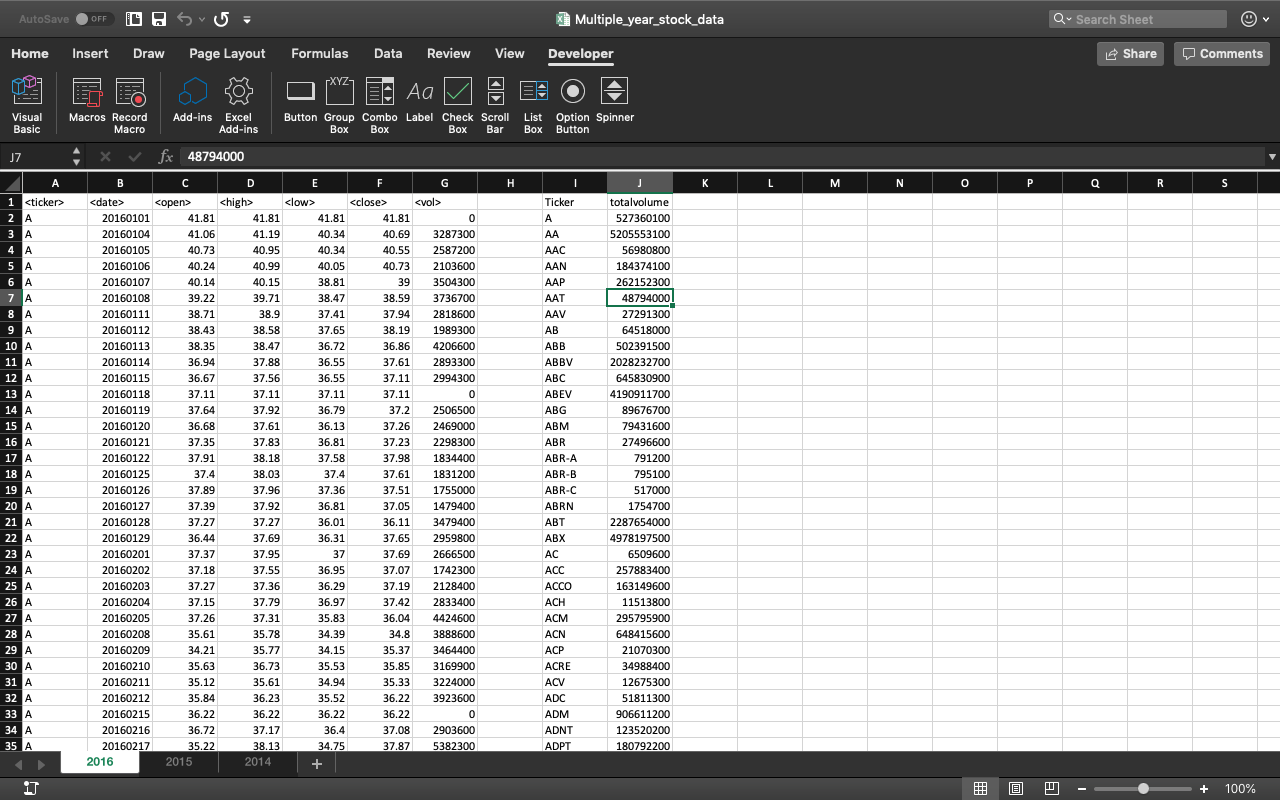 AutoSave OFF Multiple_year_stock_data Search Sheet
Home Insert Draw Page Layout Formulas Data Review View Developer Share Comments
Visual Basic Macros Record Macro Add-ins Excel Add-ins Button Group Box Combo Box Label Check Box Scroll Bar List Box Option Button Spinner
XYZ Aa
J7 fx 48794000
A B C D E F G H I J K L M N O P Q R S
1 <ticker> <date> <open> <high> <low> <close> <vol> Ticker totalvolume
2 A 20160101 41.81 41.81 41.81 41.81 0 A 527360100
3 A 20160104 41.06 41.19 40.34 40.69 3287300 AA 5205553100
4 A 20160105 40.73 40.95 40.34 40.55 2587200 AAC 56980800
5 A 20160106 40.24 40.99 40.05 40.73 2103600 AAN 184374100
6 A 20160107 40.14 40.15 38.81 39 3504300 AAP 262152300
7 A 20160108 39.22 39.71 38.47 38.59 3736700 AAT 48794000
8 A 20160111 38.71 38.9 37.41 37.94 2818600 AAV 27291300
9 A 20160112 38.43 38.58 37.65 38.19 1989300 AB 64518000
10 A 20160113 38.35 38.47 36.72 36.86 4206600 ABB 502391500
11 A 20160114 36.94 37.88 36.55 37.61 2893300 ABBV 2028232700
12 A 20160115 36.67 37.56 36.55 37.11 2994300 ABC 645830900
13 A 20160118 37.11 37.11 37.11 37.11 0 ABEV 4190911700
14 A 20160119 37.64 37.92 36.79 37.2 2506500 ABG 89676700
15 A 20160120 36.68 37.61 36.13 37.26 2469000 ABM 79431600
16 A 20160121 37.35 37.83 36.81 37.23 2298300 ABR 27496600
17 A 20160122 37.91 38.18 37.58 37.98 1834400 ABR-A 791200
18 A 20160125 37.4 38.03 37.4 37.61 1831200 ABR-B 795100
19 A 20160126 37.89 37.96 37.36 37.51 1755000 ABR-C 517000
20 A 20160127 37.39 37.92 36.81 37.05 1479400 ABRN 1754700
21 A 20160128 37.27 37.27 36.01 36.11 3479400 ABT 2287654000
22 A 20160129 36.44 37.69 36.31 37.65 2959800 ABX 4978197500
23 A 20160201 37.37 37.95 37 37.69 2666500 AC 6509600
24 A 20160202 37.18 37.55 36.95 37.07 1742300 ACC 257883400
25 A 20160203 37.27 37.36 36.29 37.19 2128400 ACCO 163149600
26 A 20160204 37.15 37.79 36.97 37.42 2833400 ACH 11513800
27 A 20160205 37.26 37.31 35.83 36.04 4424600 ACM 295795900
28 A 20160208 35.61 35.78 34.39 34.8 3888600 ACN 648415600
29 A 20160209 34.21 35.77 34.15 35.37 3464400 ACP 21070300
30 A 20160210 35.63 36.73 35.53 35.85 3169900 ACRE 34988400
31 A 20160211 35.12 35.61 34.94 35.33 3224000 ACV 12675300
32 A 20160212 35.84 36.23 35.52 36.22 3923600 ADC 51811300
33 A 20160215 36.22 36.22 36.22 36.22 0 ADM 906611200
34 A 20160216 36.72 37.17 36.4 37.08 2903600 ADNT 123520200
35 A 20160217 35.22 38.13 34.75 37.87 5382300 ADPT 180792200
2016 2015 2014
100%